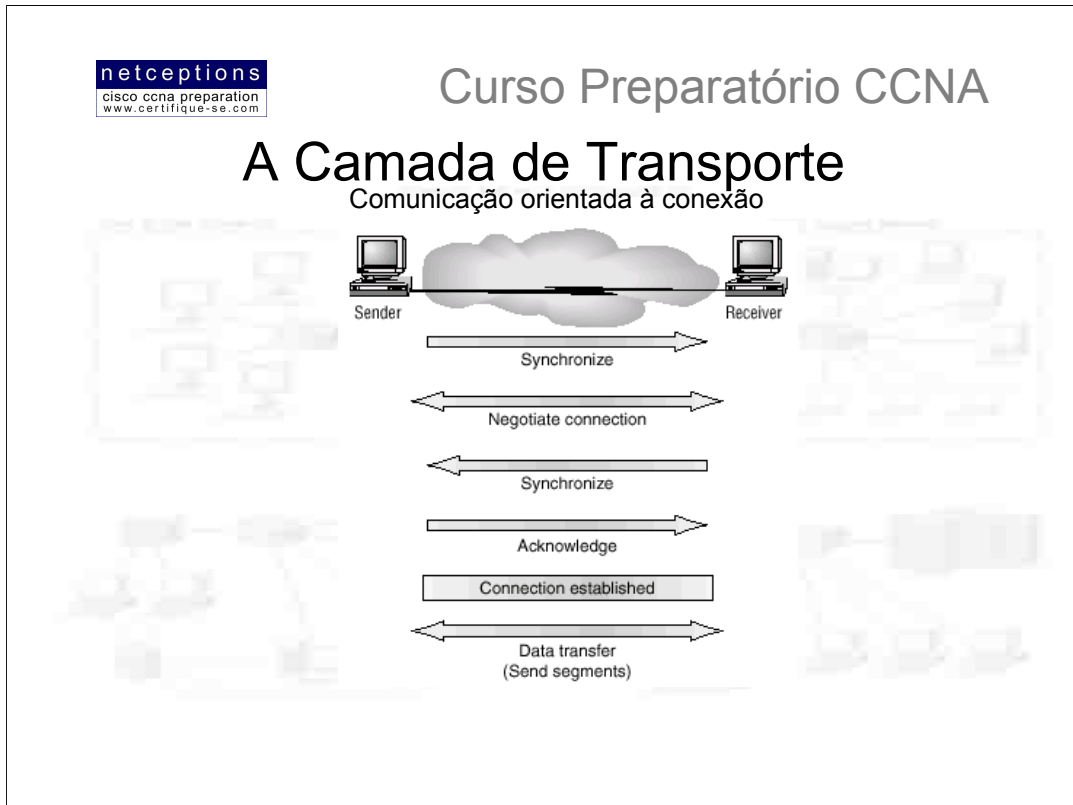 netceptions
cisco ccna preparation
www.certifique-se.com
Curso Preparatório CCNA
A Camada de Transporte
Comunicação orientada à conexão
Sender
Receiver
Synchronize
Negotiate connection
Synchronize
Acknowledge
Connection established
Data transfer
(Send segments)